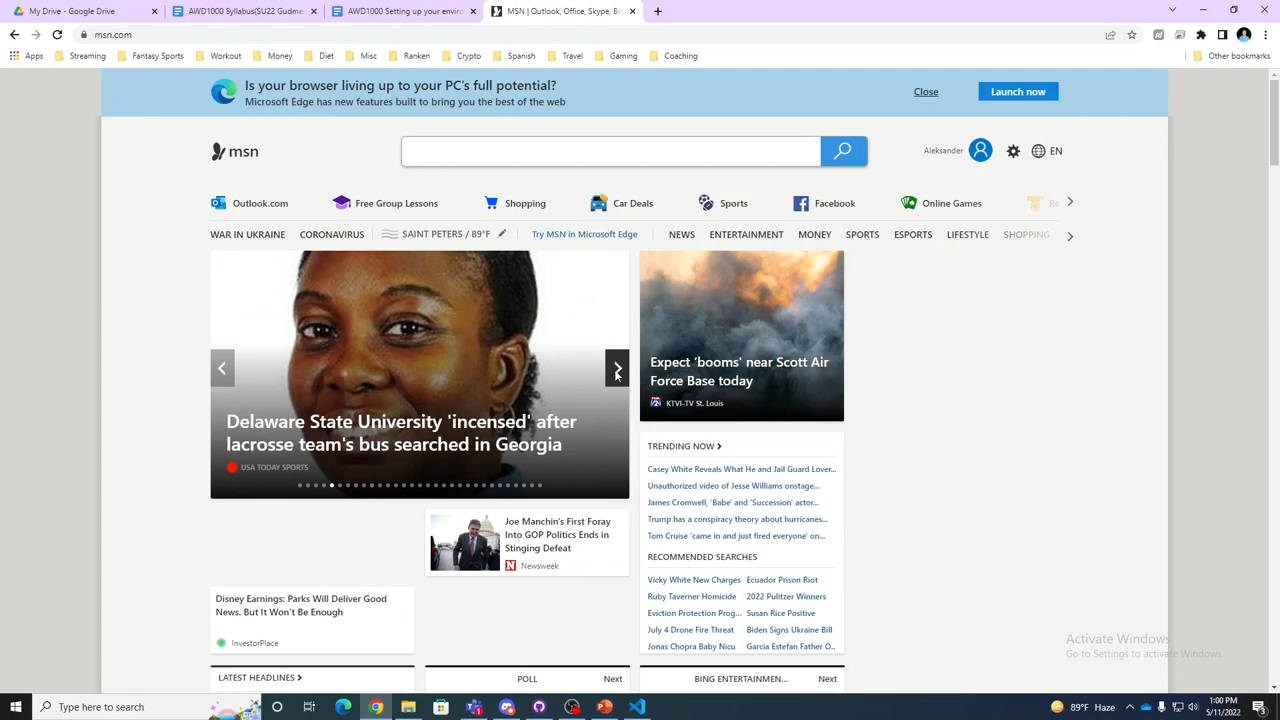 My Drive - Google Drive
AWD1000 Syllabus(SU22 Gudme
AWD1000 Setting up your enviro
MSN | Outlook, Office, Skype, Bi
msn.com
Apps
Streaming
Fantasy Sports
Workout
Money
Diet
Misc
Ranken
Crypto
Spanish
Travel
Gaming
Coaching
Other bookmarks
Is your browser living up to your PC's full potential?
Microsoft Edge has new features built to bring you the best of the web
Close
Launch now
msn
Aleksander
EN
Outlook.com
Free Group Lessons
Shopping
Car Deals
Sports
Facebook
Online Games
Re
WAR IN UKRAINE
CORONAVIRUS
SAINT PETERS / 89°F
Try MSN in Microsoft Edge
NEWS
ENTERTAINMENT
MONEY
SPORTS
ESPORTS
LIFESTYLE
SHOPPING
Delaware State University 'incensed' after
lacrosse team's bus searched in Georgia
USA TODAY SPORTS
Expect 'booms' near Scott Air
Force Base today
KTVI-TV St. Louis
TRENDING NOW
Casey White Reveals What He and Jail Guard Lover...
Unauthorized video of Jesse Williams onstage...
James Cromwell, 'Babe' and 'Succession' actor...
Trump has a conspiracy theory about hurricanes...
Tom Cruise 'came in and just fired everyone' on...
RECOMMENDED SEARCHES
Vicky White New Charges
Ecuador Prison Riot
Ruby Taverner Homicide
2022 Pulitzer Winners
Eviction Protection Prog...
Susan Rice Positive
July 4 Drone Fire Threat
Biden Signs Ukraine Bill
Jonas Chopra Baby Nicu
Garcia Estefan Father O..
Joe Manchin's First Foray
Into GOP Politics Ends in
Stinging Defeat
Newsweek
Disney Earnings: Parks Will Deliver Good
News. But It Won't Be Enough
InvestorPlace
LATEST HEADLINES
POLL
Next
BING ENTERTAINMEN...
Next
Activate Windows
Go to Settings to activate Windows.
Type here to search
89°F Haze
1:00 PM
5/11/2022